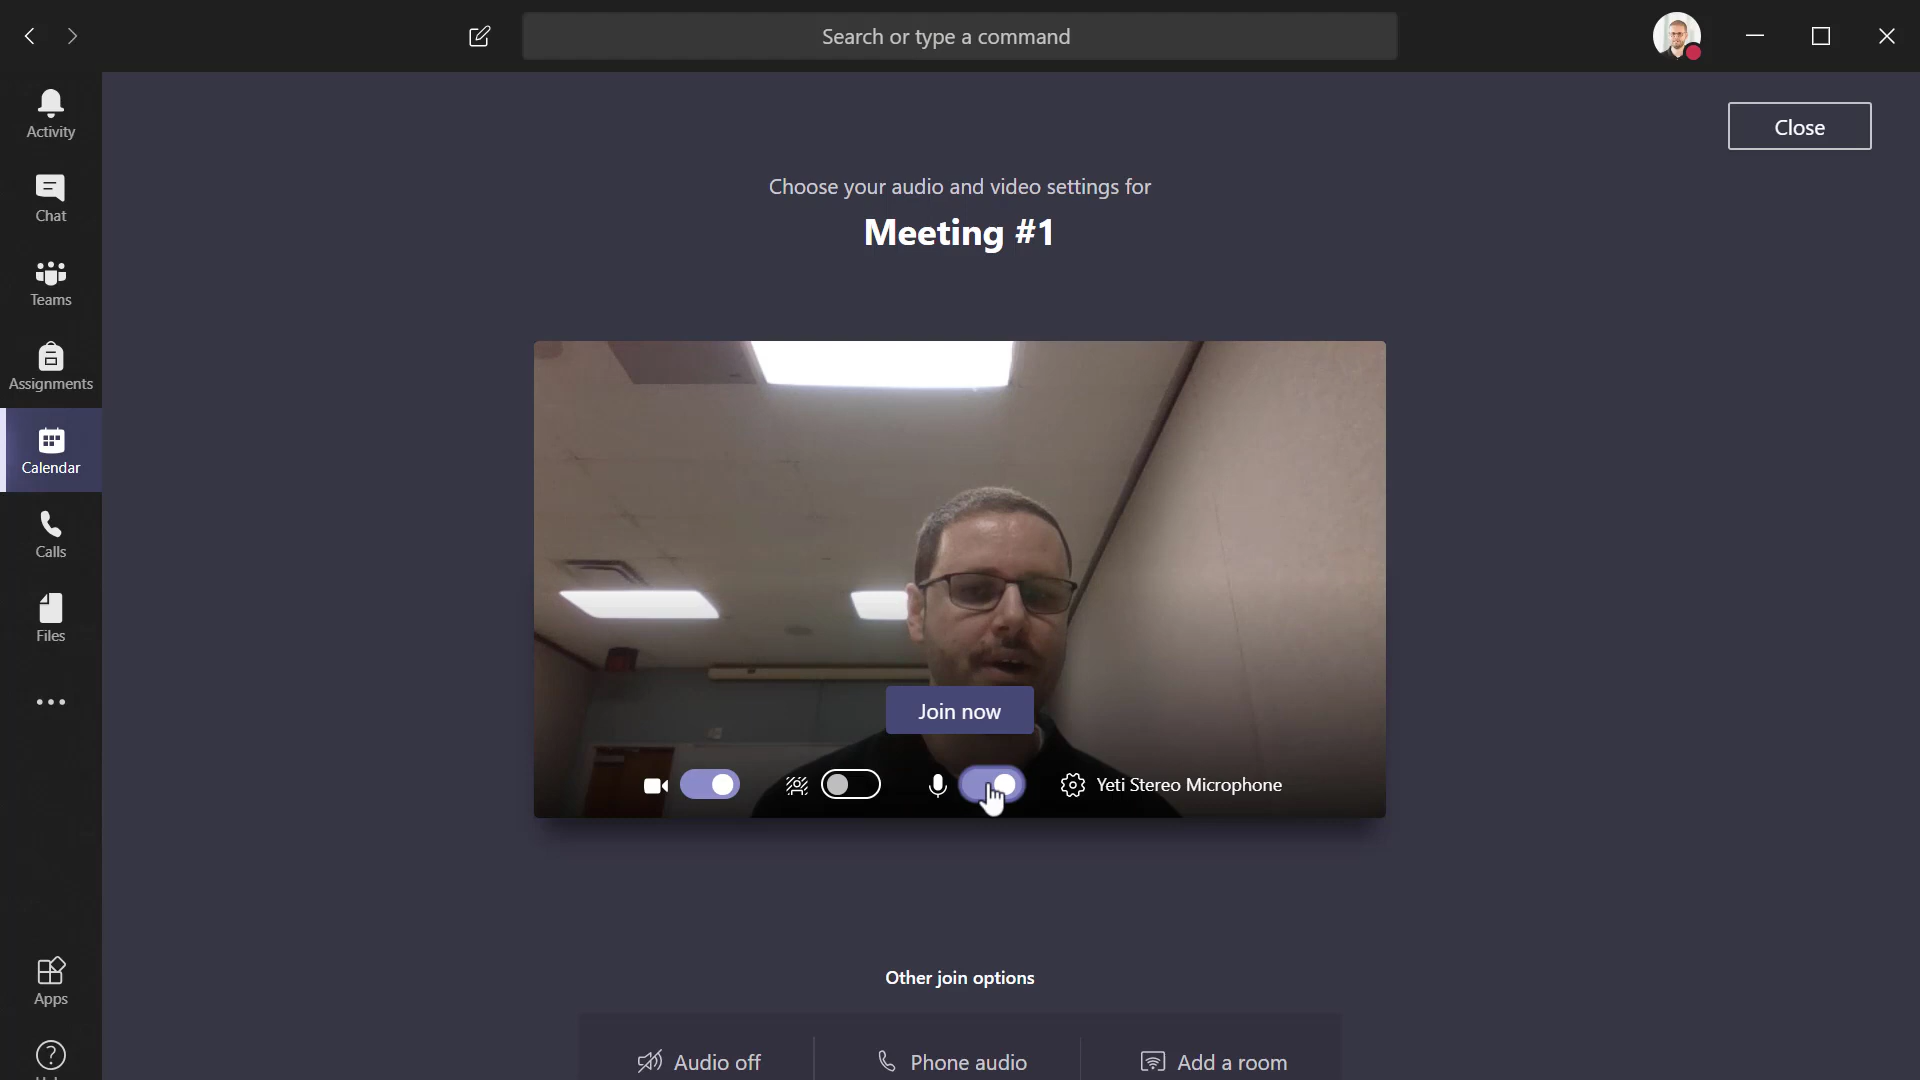 Search or type a command
Activity
Chat
Teams
Assignments
Calendar
Calls
Files
Apps
Close
Choose your audio and video settings for
Meeting #1
Join now
Yeti Stereo Microphone
Other join options
Audio off
Phone audio
Add a room